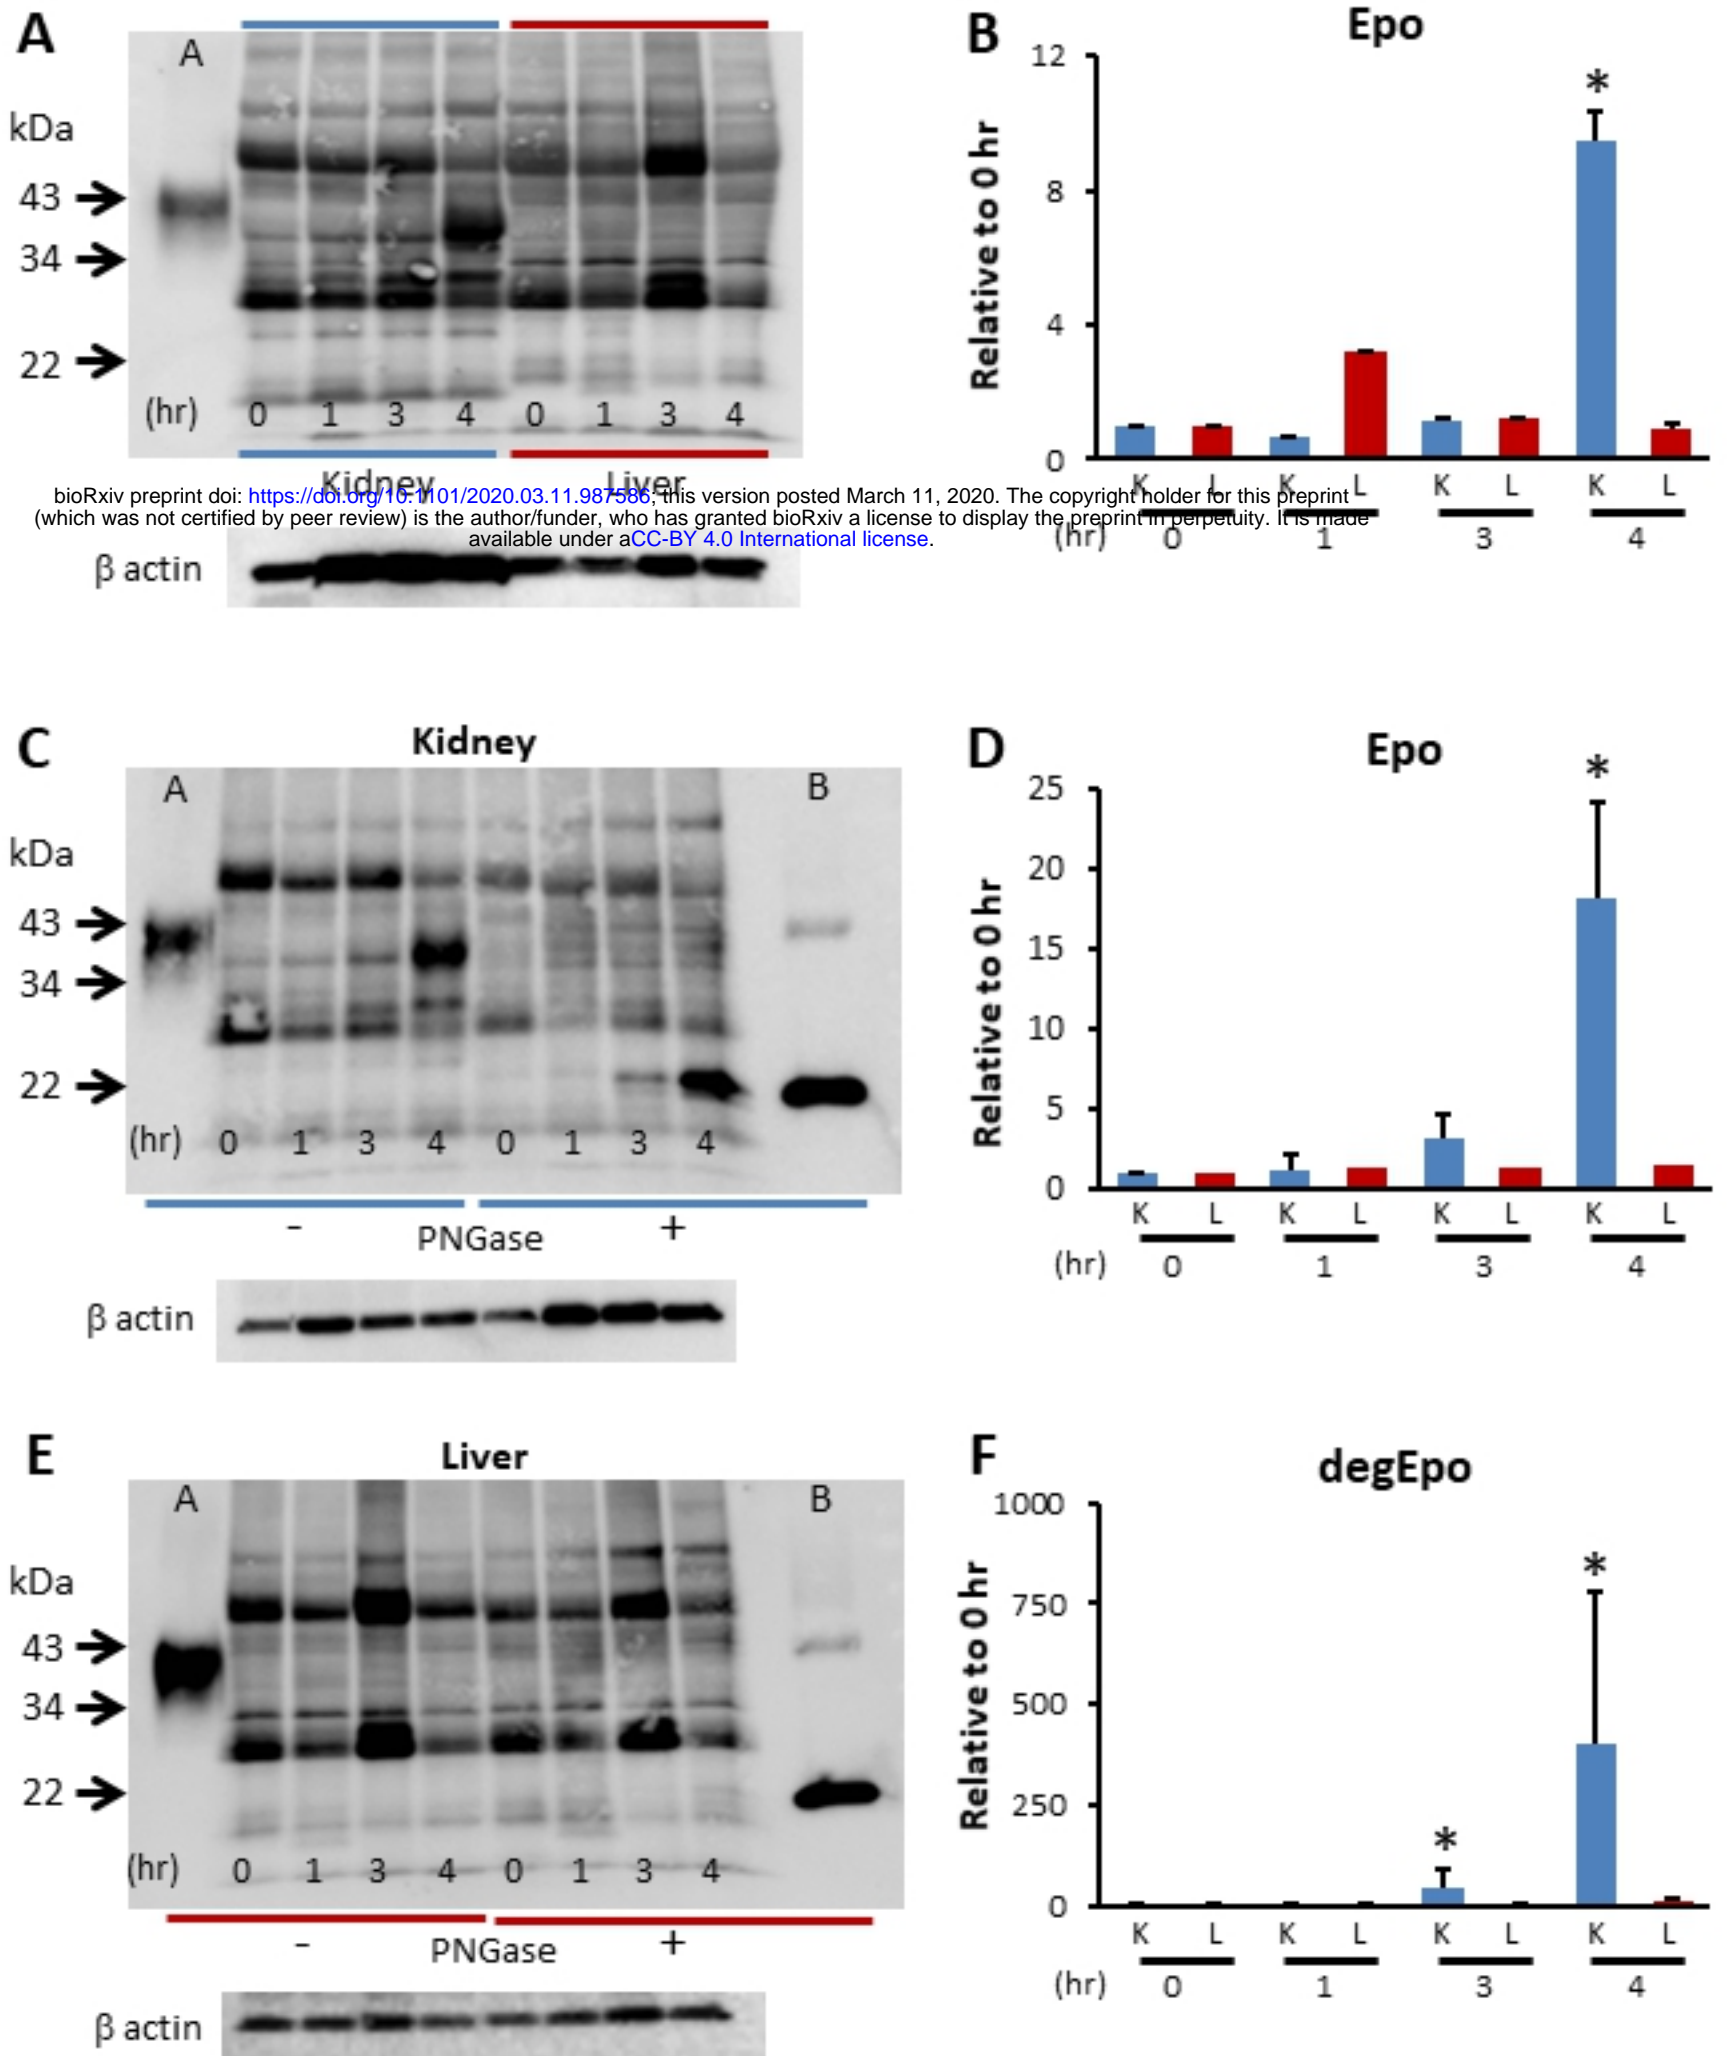 A
A
kDa
43
34
22
(hr) 0 1 3 4 0 1 3 4
Kidney Liver
β actin
B
Epo
Relative to 0 hr
12
8
4
0
K L K L K L K L
(hr) 0 1 3 4
bioRxiv preprint doi: https://doi.org/10.1101/2020.03.11.987586; this version posted March 11, 2020. The copyright holder for this preprint
(which was not certified by peer review) is the author/funder, who has granted bioRxiv a license to display the preprint in perpetuity. It is made
available under aCC-BY 4.0 International license.
C
Kidney
A B
kDa
43
34
22
(hr) 0 1 3 4 0 1 3 4
- PNGase +
β actin
D
Epo
*
Relative to 0 hr
25
20
15
10
5
0
K L K L K L K L
(hr) 0 1 3 4
E
Liver
A B
kDa
43
34
22
(hr) 0 1 3 4 0 1 3 4
- PNGase +
β actin
F
degEpo
* *
Relative to 0 hr
1000
750
500
250
0
K L K L K L K L
(hr) 0 1 3 4